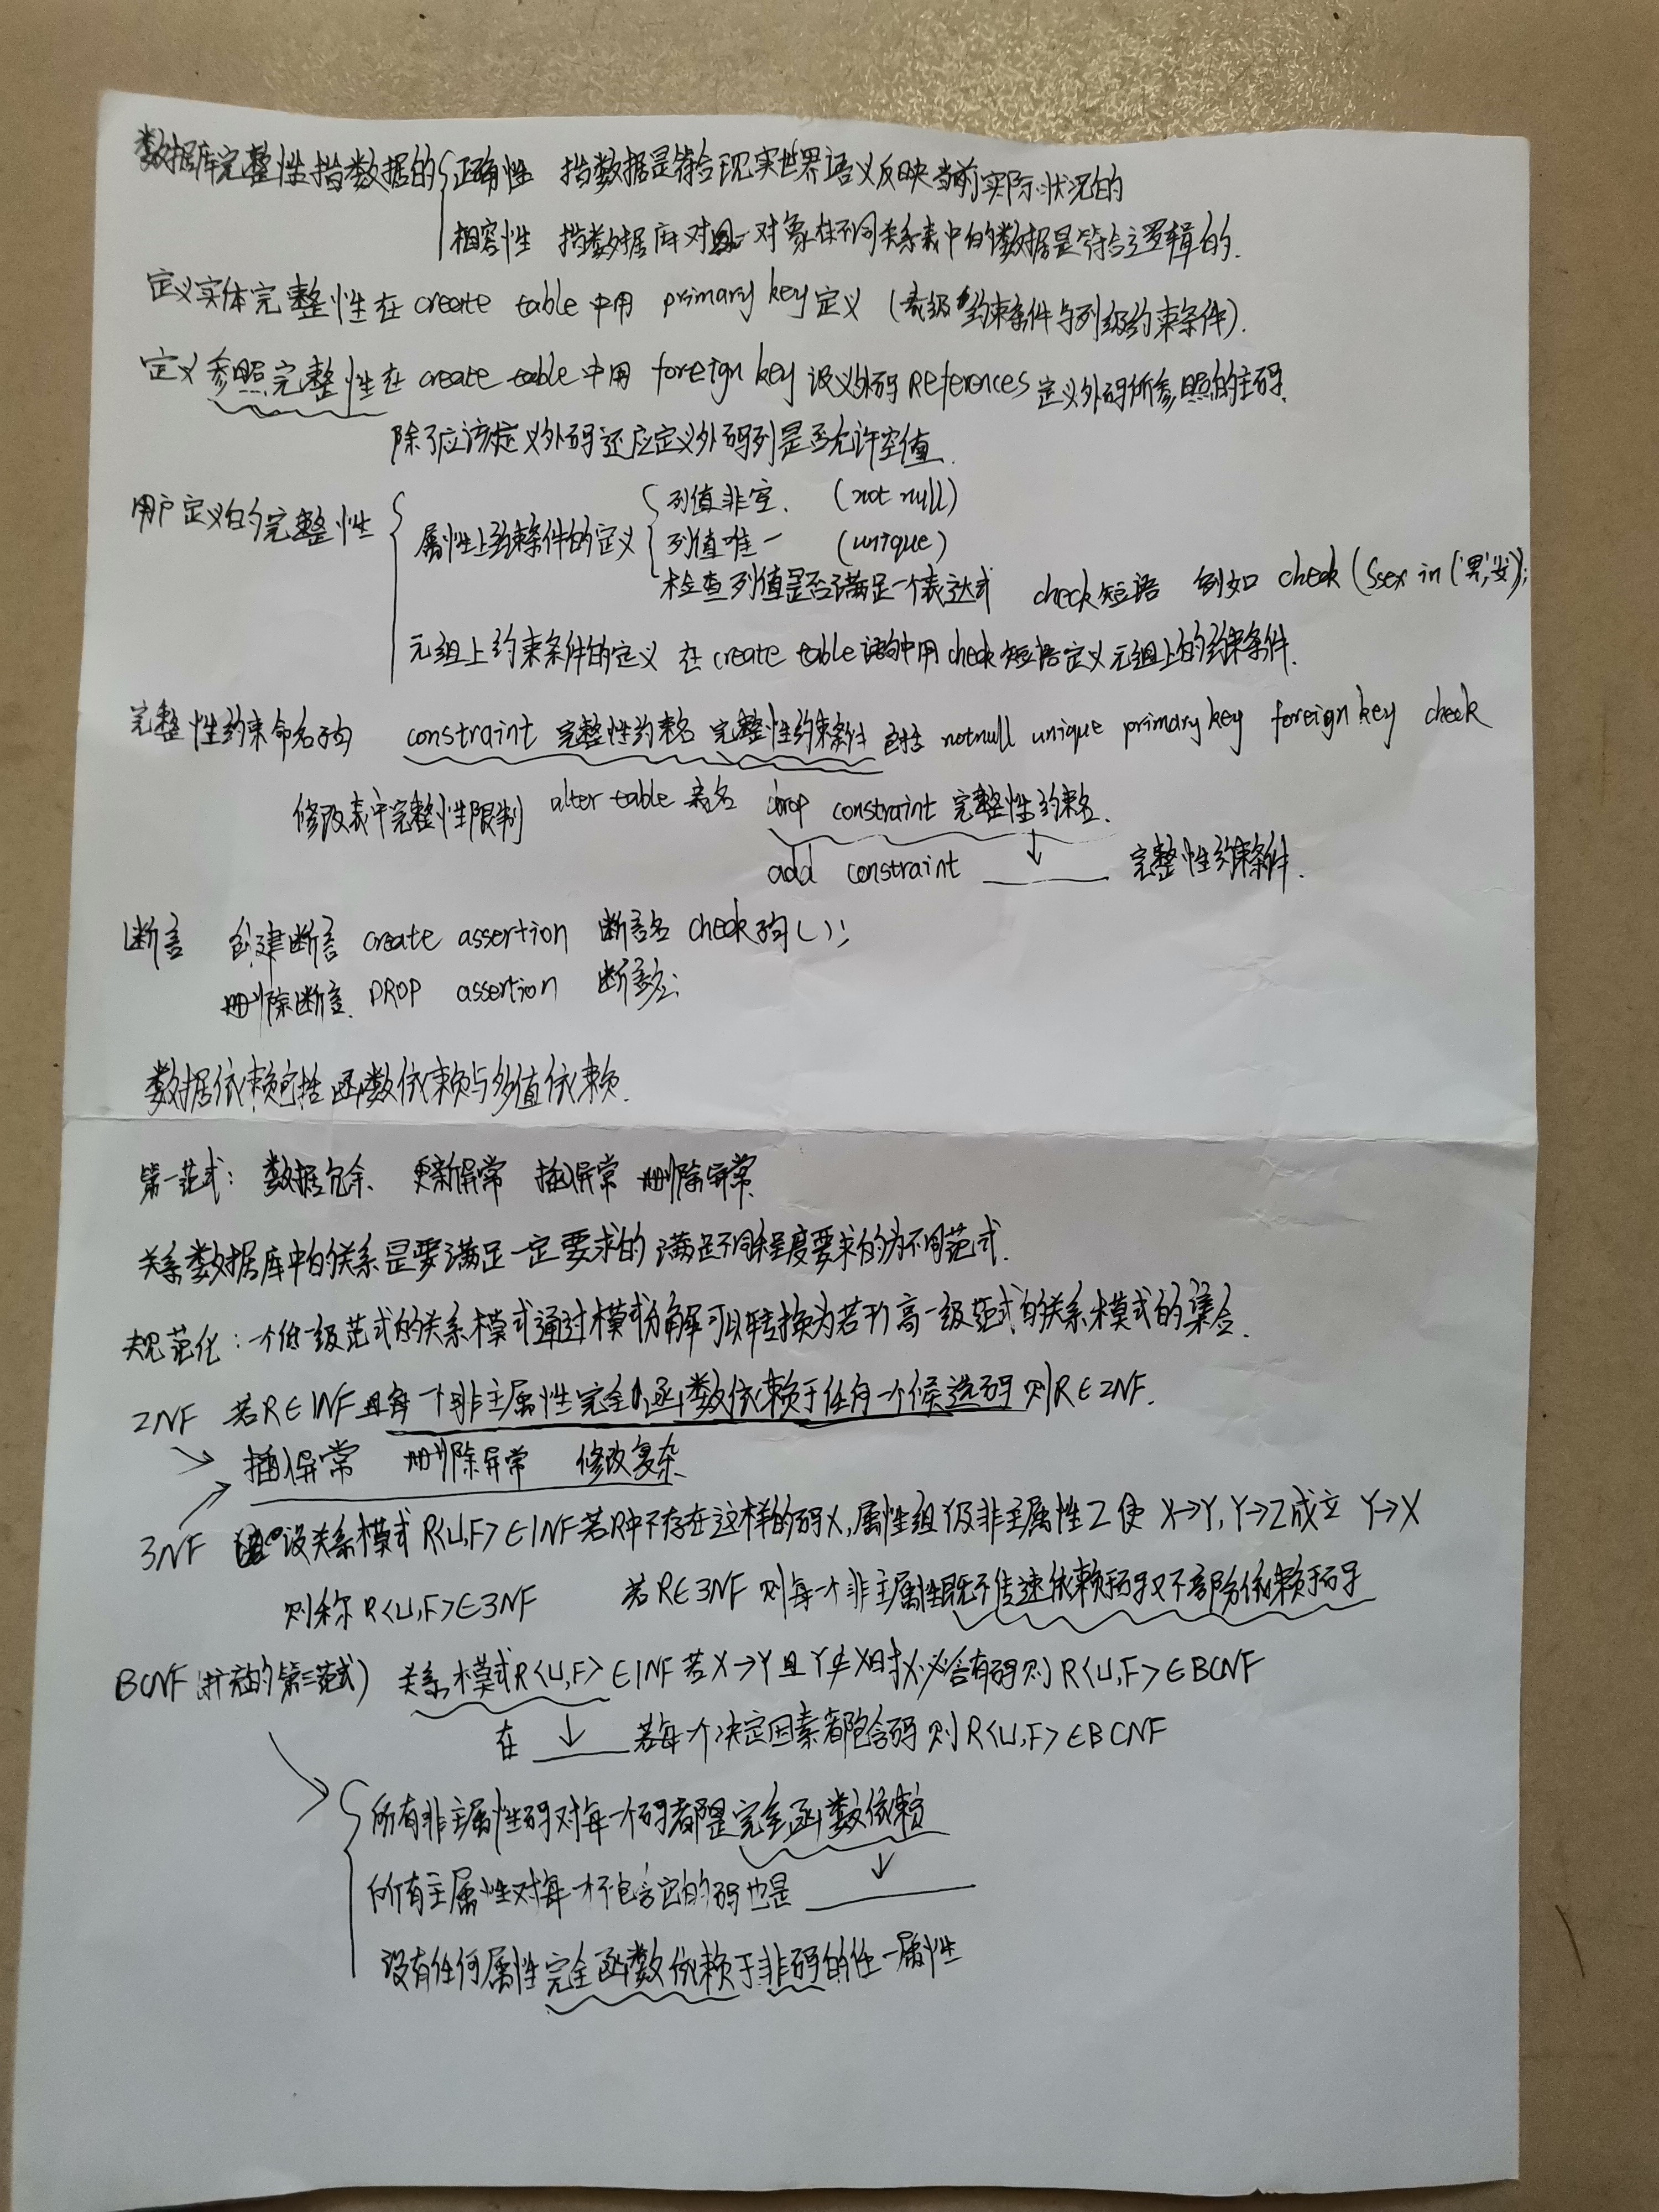 数据库完整性指数据的 正确性 指数据是符合现实世界语义反映当前实际状况的
相容性 指数据库对同一对象在不同关系表中的数据是符合逻辑的.
定义实体完整性在 create table 中用 primary key 定义 (表级约束条件与列级约束条件).
定义参照完整性在 create table 中用 foreign key 定义外码 References 定义外码所参照的主码.
除了应该定义外码还应定义外码列是否允许空值.
用户定义的完整性
属性上约束条件的定义
列值非空. (not null)
列值唯一 (unique)
检查列值是否满足一个表达式 check短语 例如 check (Ssex in ('男','女');
元组上约束条件的定义 在 create table 语句中用 check 短语定义元组上的约束条件.
完整性约束命名子句 constraint 完整性约束名 完整性约束条件 包括 notnull unique primary key foreign key check
修改表中完整性限制 alter table 表名 drop constraint 完整性约束名.
add constraint ↓ 完整性约束条件.
断言 创建断言 create assertion 断言名 check子句( );
删除断言. DROP assertion 断言名;
数据依赖包括函数依赖与多值依赖.
第一范式: 数据冗余、 更新异常 插入异常 删除异常.
关系数据库中的关系是要满足一定要求的 满足不同程度要求的为不同范式.
规范化: 一个低一级范式的关系模式通过模式分解可以转换为若干高一级范式的关系模式的集合.
2NF 若R∈1NF 且每一个非主属性完全函数依赖于任何一个候选码 则R∈2NF.
插入异常 删除异常 修改复杂
3NF 设关系模式 R<U,F>∈1NF 若R中不存在这样的码X,属性组Y及非主属性Z 使 X→Y, Y→Z成立 Y→X
则称 R<U,F>∈3NF 若R∈3NF 则每一个非主属性既不传递依赖于码又不部分依赖于码
BCNF (扩充的第三范式) 关系模式R<U,F>∈1NF 若X→Y 且 Y⊄X时X必含有码 则 R<U,F>∈BCNF
在 ↓ 若每个决定因素都包含码 则 R<U,F>∈BCNF
所有非主属性码对每一个码都是完全函数依赖
所有主属性对每一个不包含它的码也是 ↓
没有任何属性完全函数依赖于非码的任一属性